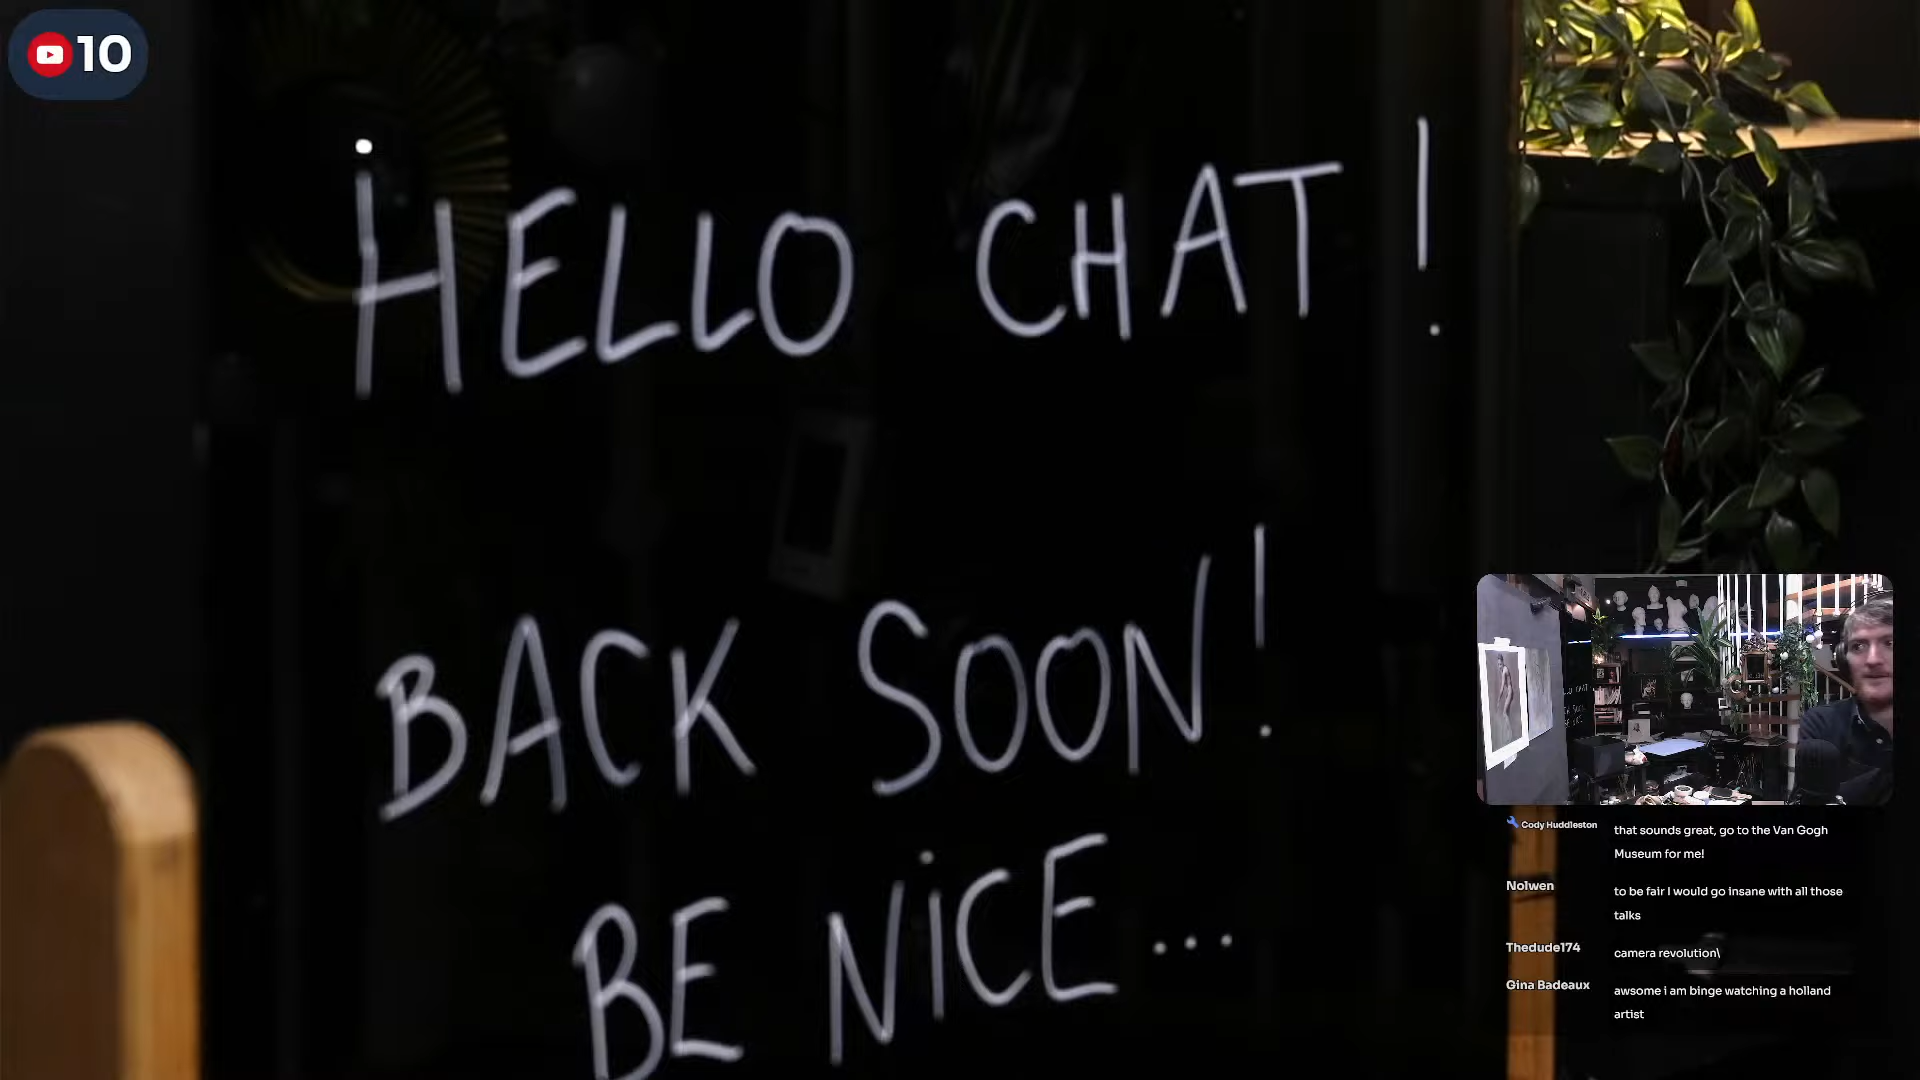 10
HELLO CHAT!
BACK SOON!
BE NiCE...
Cody Huddleston that sounds great, go to the Van Gogh
Museum for me!
Nolwen to be fair I would go insane with all those
talks
Thedude174 camera revolution\
Gina Badeaux awsome i am binge watching a holland
artist